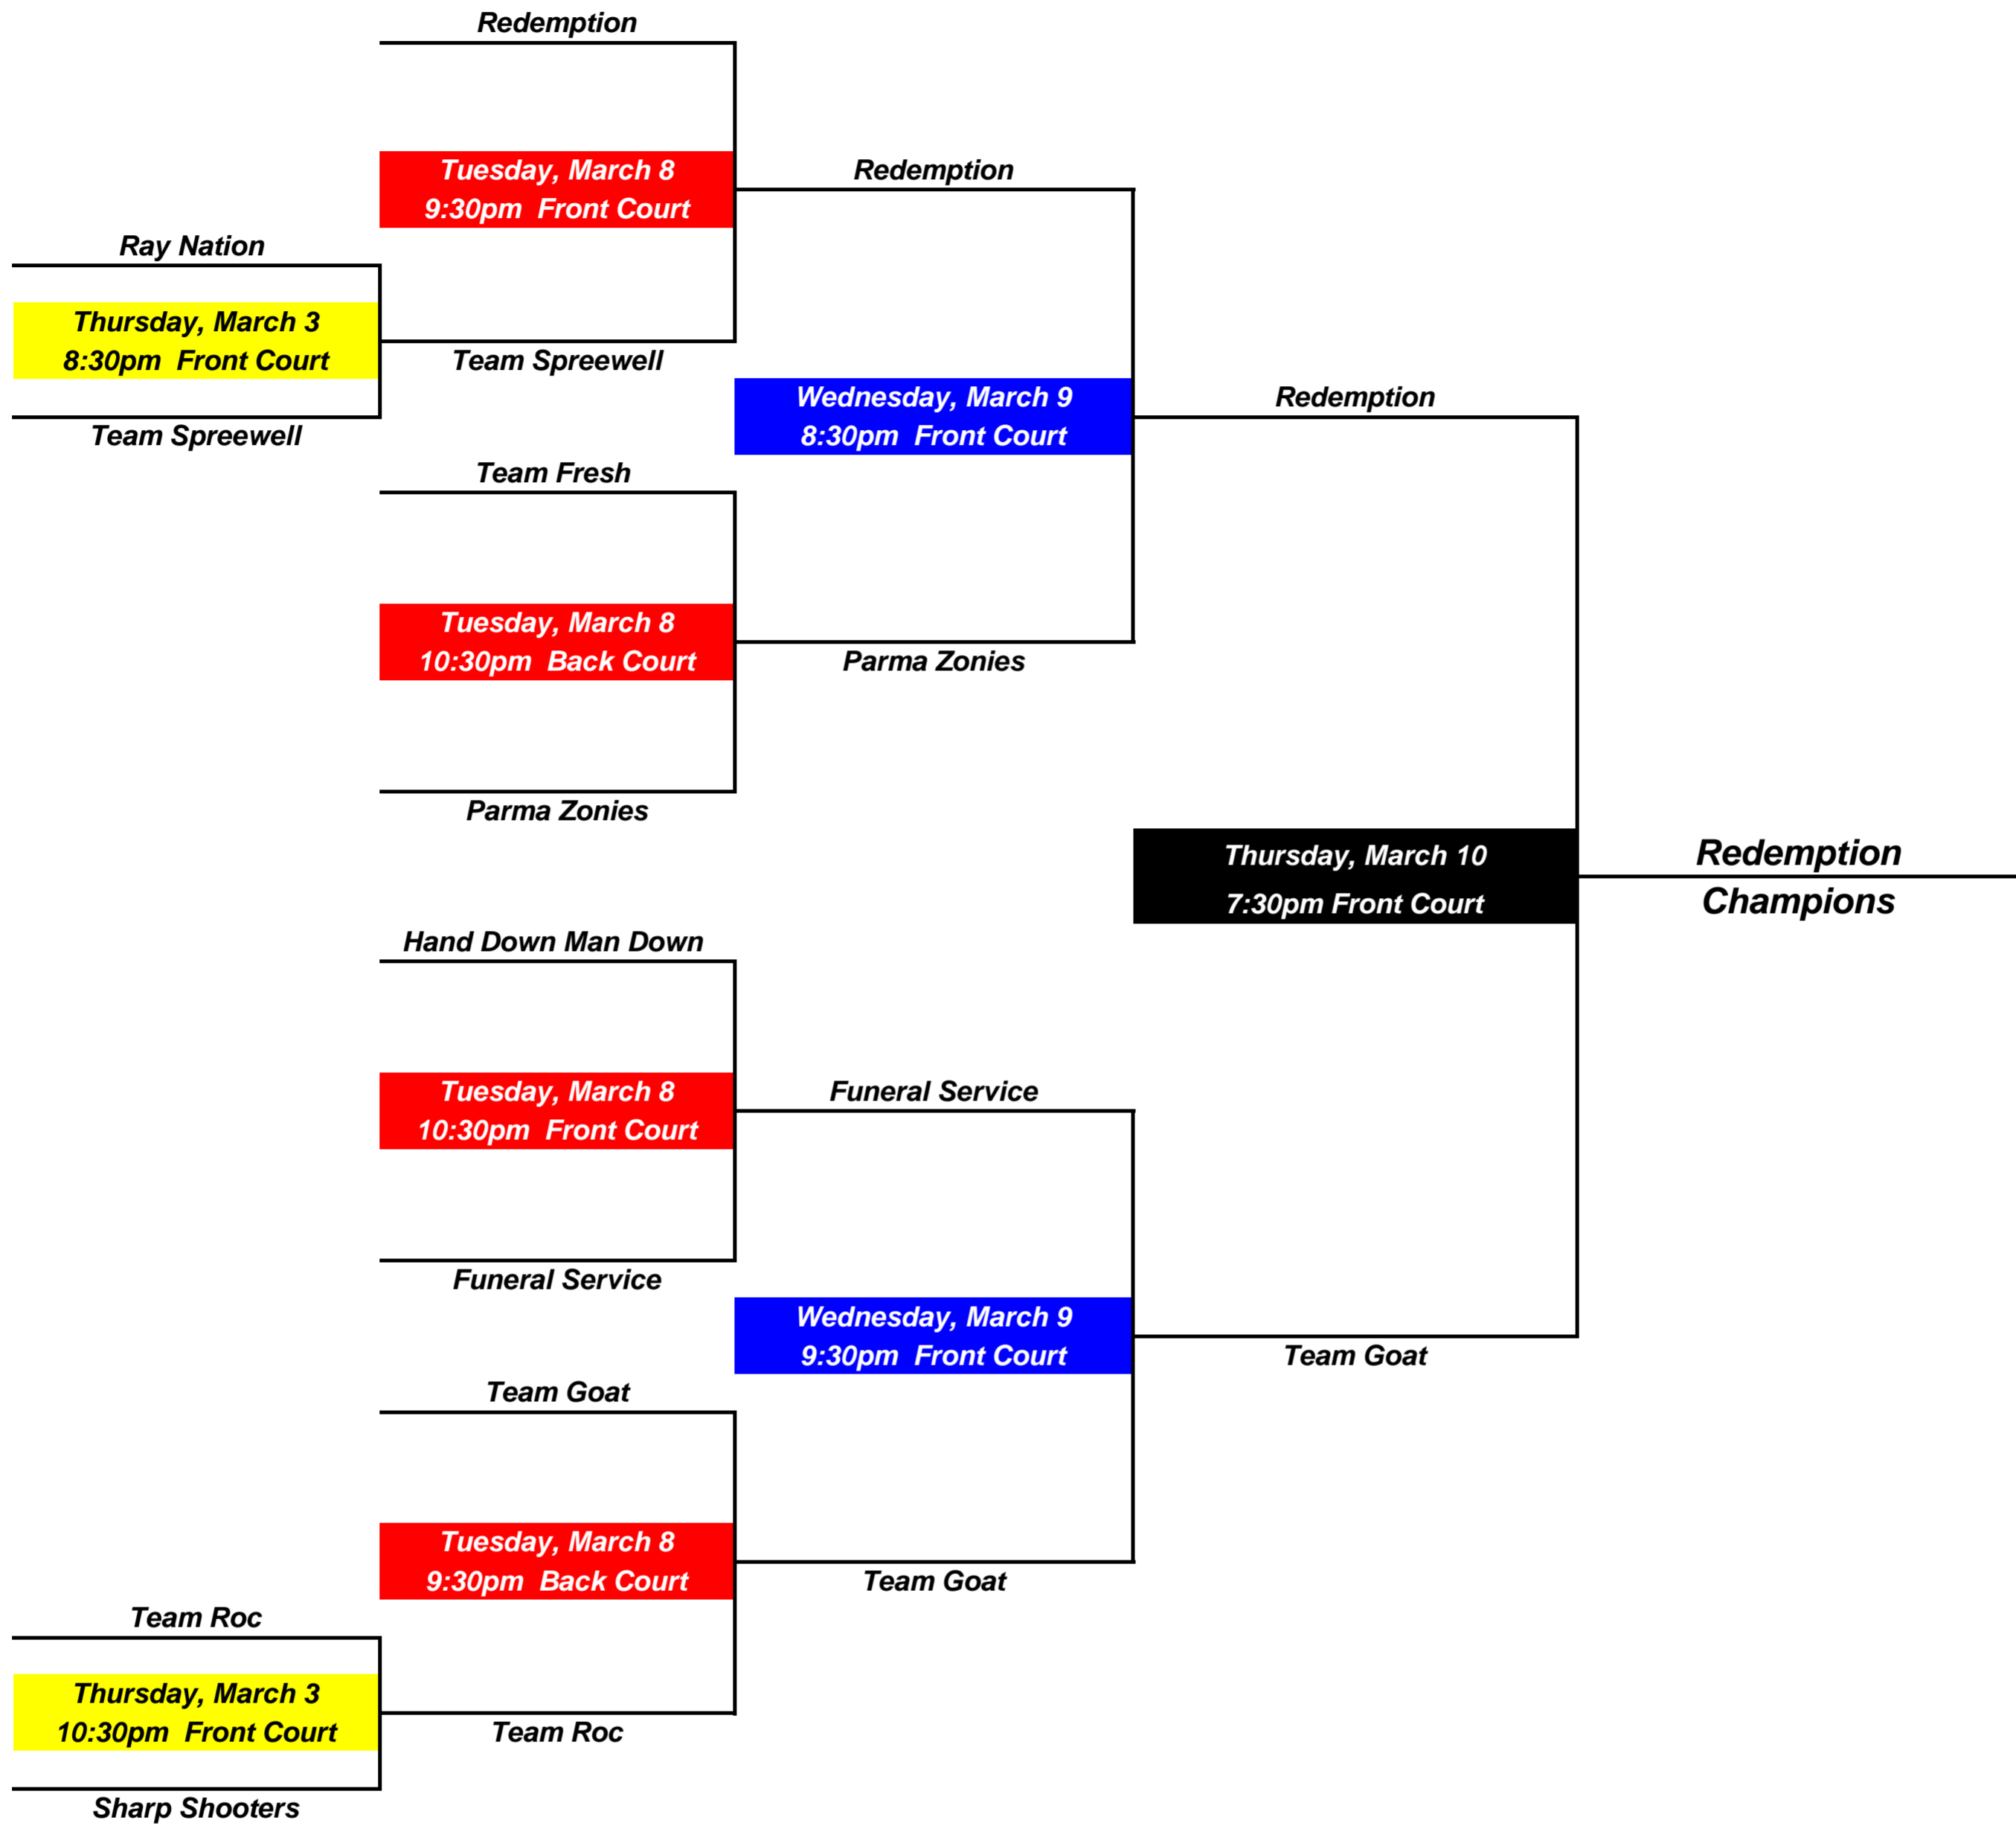 Redemption
Tuesday, March 8
9:30pm  Front Court
Redemption
Ray Nation
Thursday, March 3
8:30pm  Front Court
Team Spreewell
Team Spreewell
Wednesday, March 9
8:30pm  Front Court
Redemption
Team Fresh
Tuesday, March 8
10:30pm  Back Court
Parma Zonies
Parma Zonies
Thursday, March 10
7:30pm Front Court
Redemption
Champions
Hand Down Man Down
Tuesday, March 8
10:30pm  Front Court
Funeral Service
Funeral Service
Wednesday, March 9
9:30pm  Front Court
Team Goat
Team Goat
Tuesday, March 8
9:30pm  Back Court
Team Goat
Team Roc
Thursday, March 3
10:30pm  Front Court
Team Roc
Sharp Shooters